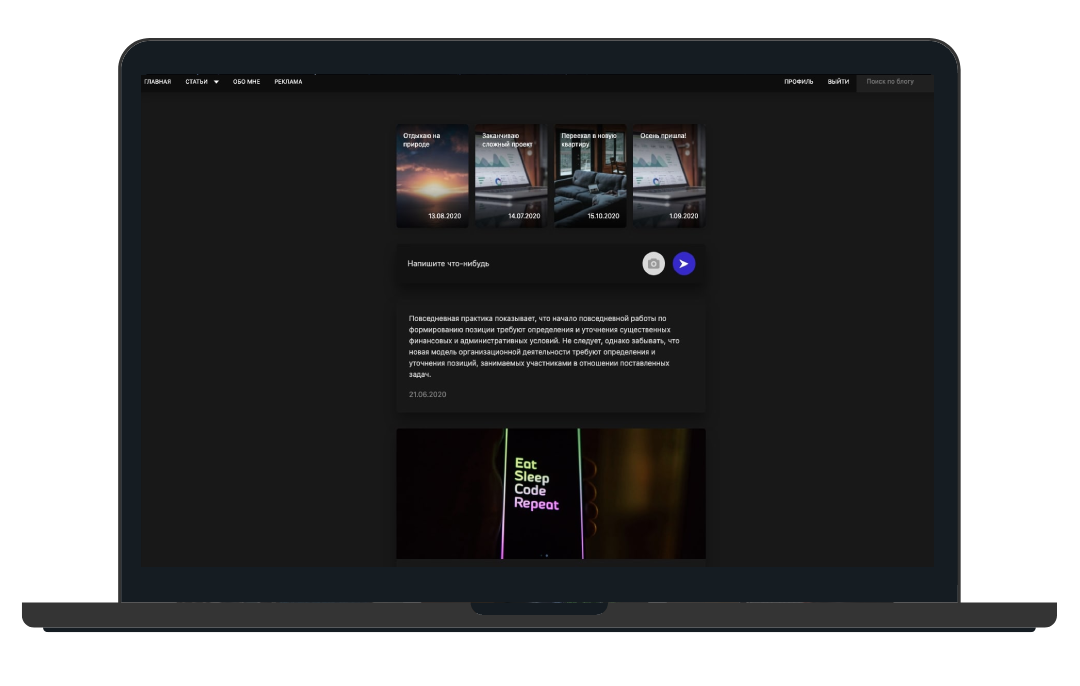 ГЛАВНАЯ
СТАТЬИ
ОБО МНЕ
РЕКЛАМА
ПРОФИЛЬ
ВЫЙТИ
Поиск по блогу
Отдыхаю на
природе
13.08.2020
Заканчиваю
сложный проект
14.07.2020
Переехал в новую
квартиру
15.10.2020
Осень пришла!
1.09.2020
Напишите что-нибудь
Повседневная практика показывает, что начало повседневной работы по
формированию позиции требуют определения и уточнения существенных
финансовых и административных условий. Не следует, однако забывать, что
новая модель организационной деятельности требуют определения и
уточнения позиций, занимаемых участниками в отношении поставленных
задач.
21.06.2020
Eat
Sleep
Code
Repeat